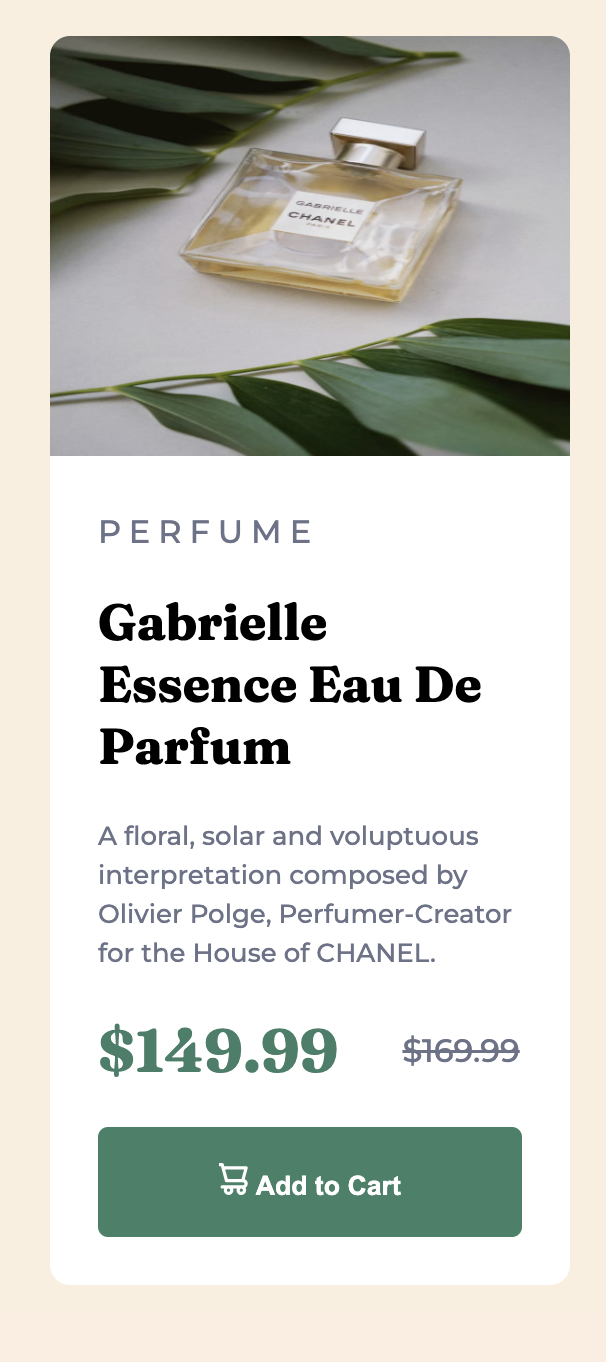 GABRIELLE
CHANEL
PARIS
PERFUME
Gabrielle
Essence Eau De
Parfum
A floral, solar and voluptuous
interpretation composed by
Olivier Polge, Perfumer-Creator
for the House of CHANEL.
$149.99 $169.99
Add to Cart